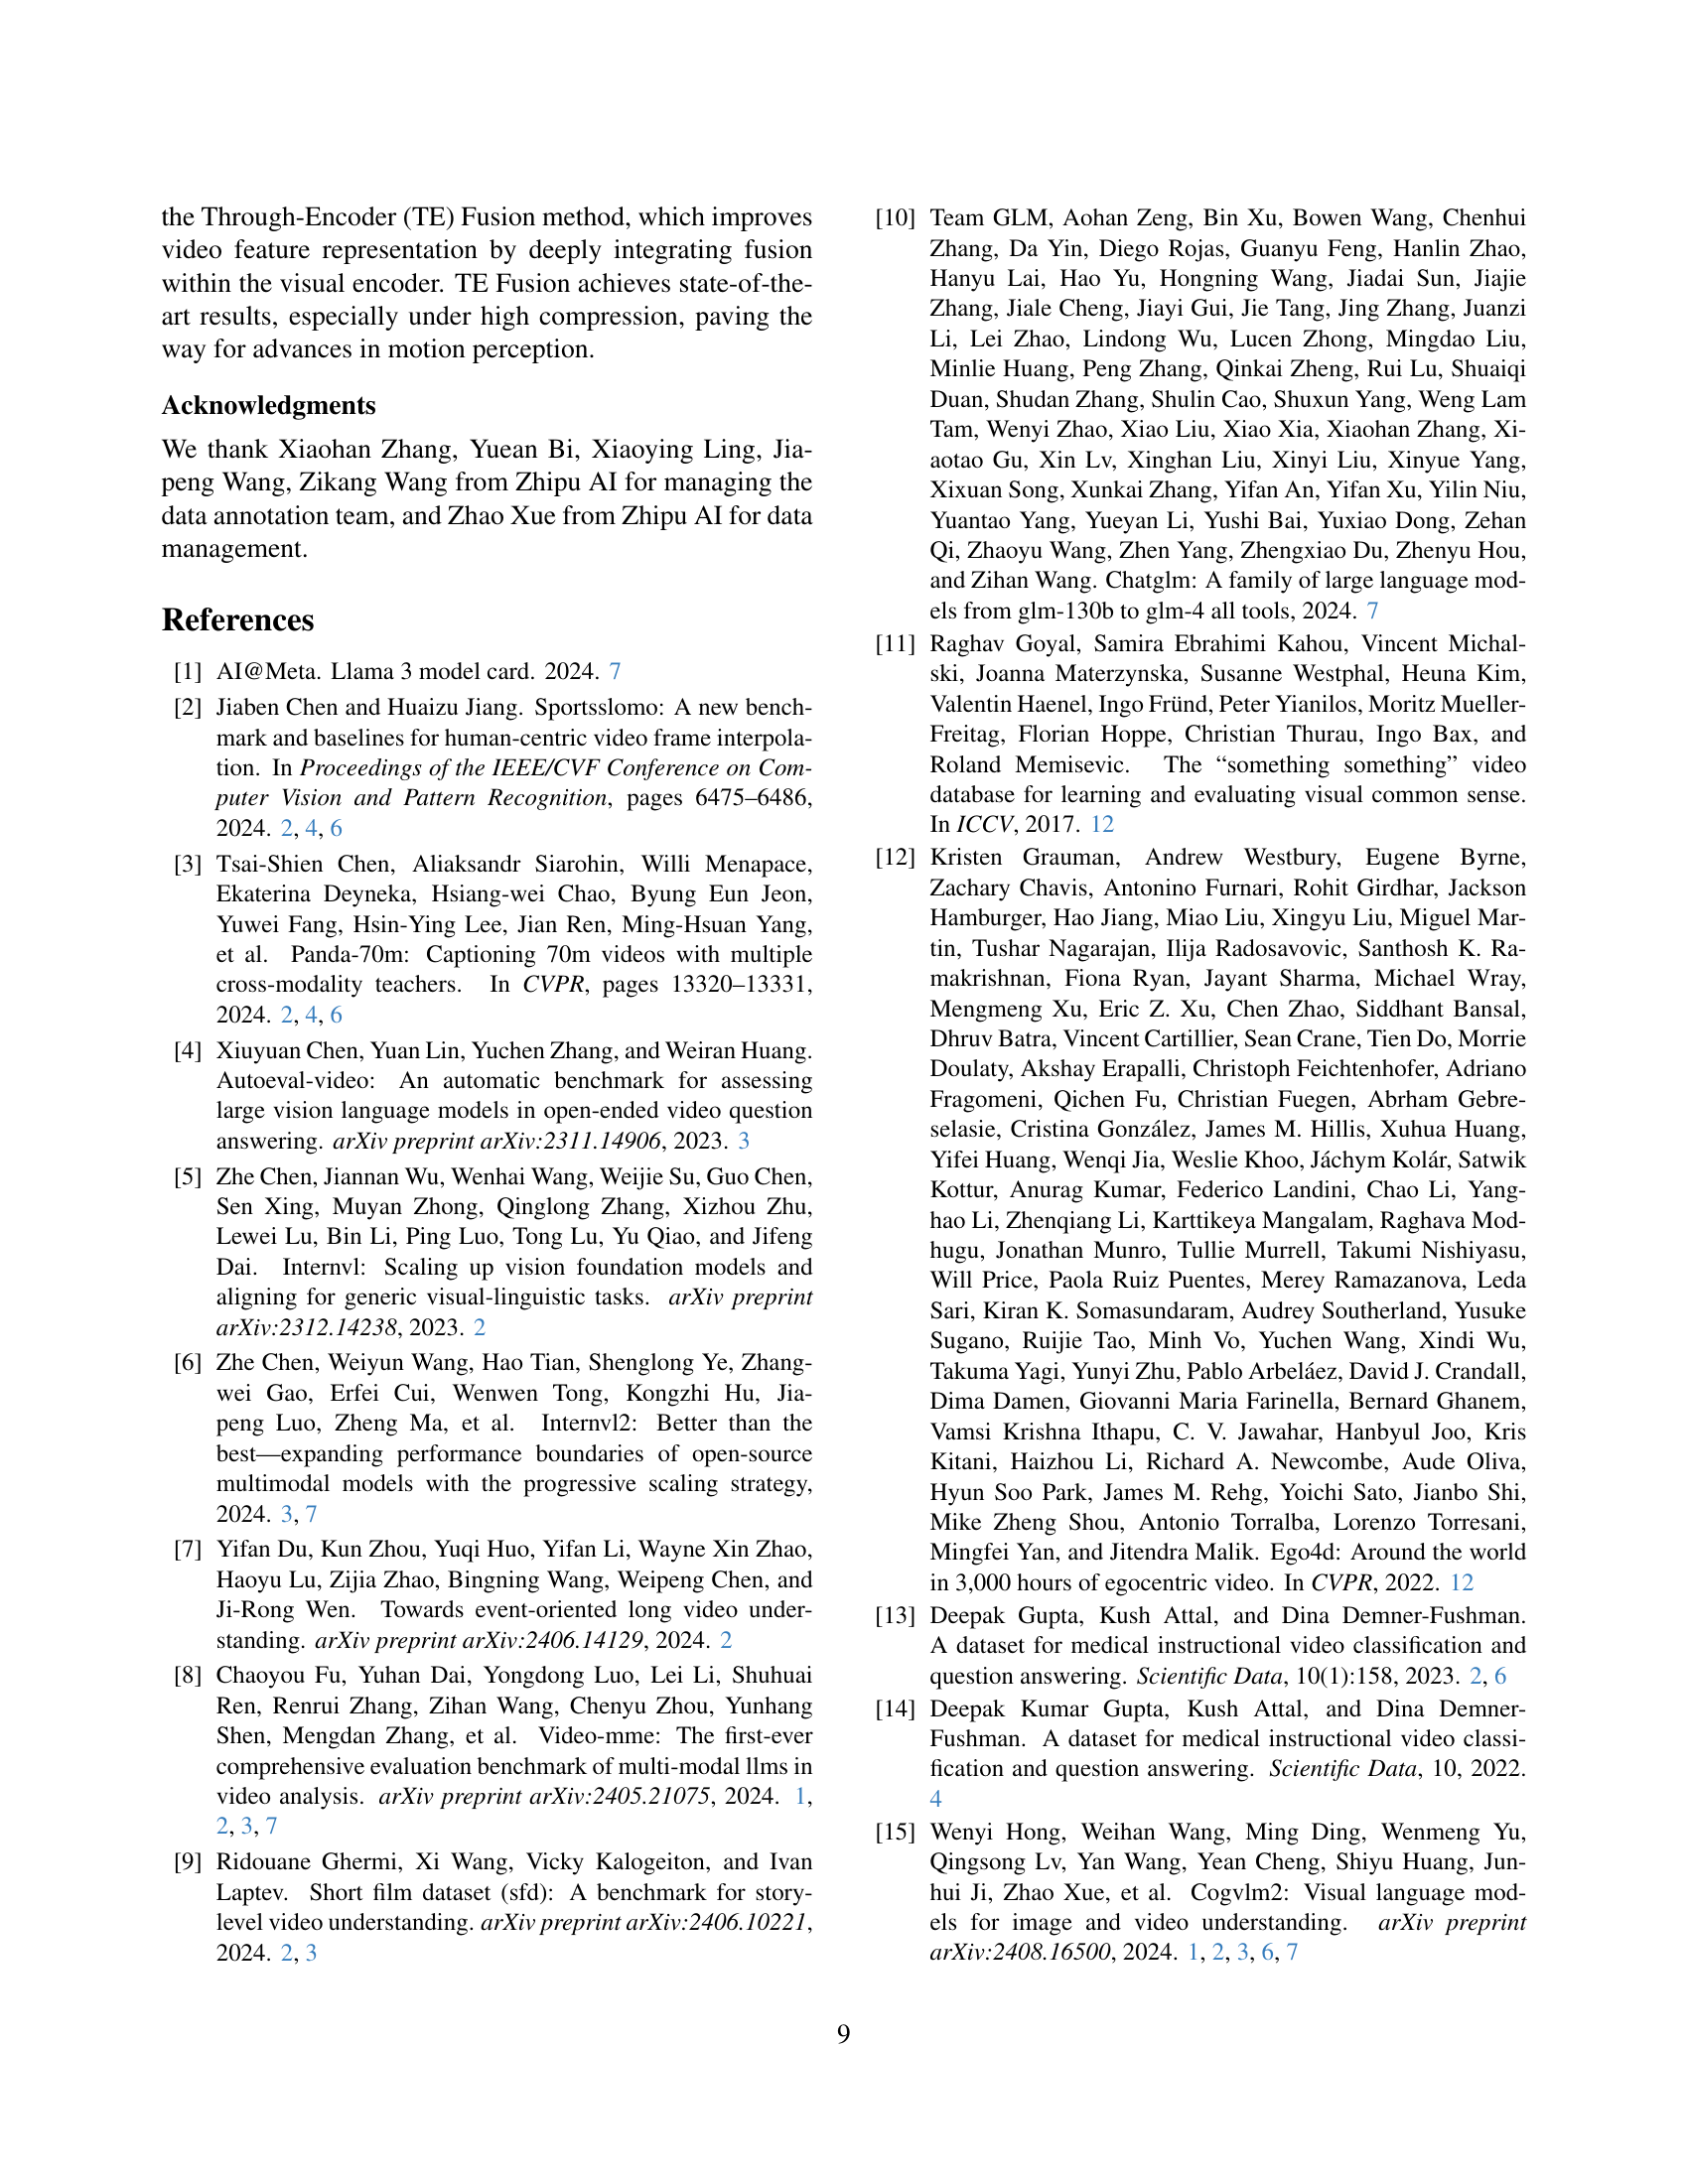 the Through-Encoder (TE) Fusion method, which improves
video feature representation by deeply integrating fusion
within the visual encoder. TE Fusion achieves state-of-the-
art results, especially under high compression, paving the
way for advances in motion perception.
Acknowledgments
We thank Xiaohan Zhang, Yuean Bi, Xiaoying Ling, Jia-
peng Wang, Zikang Wang from Zhipu AI for managing the
data annotation team, and Zhao Xue from Zhipu AI for data
management.
References
[1] AI@Meta. Llama 3 model card. 2024. 7
[2] Jiaben Chen and Huaizu Jiang. Sportsslomo: A new bench-
mark and baselines for human-centric video frame interpola-
tion. In Proceedings of the IEEE/CVF Conference on Com-
puter Vision and Pattern Recognition, pages 6475–6486,
2024. 2, 4, 6
[3] Tsai-Shien Chen, Aliaksandr Siarohin, Willi Menapace,
Ekaterina Deyneka, Hsiang-wei Chao, Byung Eun Jeon,
Yuwei Fang, Hsin-Ying Lee, Jian Ren, Ming-Hsuan Yang,
et al. Panda-70m: Captioning 70m videos with multiple
cross-modality teachers. In CVPR, pages 13320–13331,
2024. 2, 4, 6
[4] Xiuyuan Chen, Yuan Lin, Yuchen Zhang, and Weiran Huang.
Autoeval-video: An automatic benchmark for assessing
large vision language models in open-ended video question
answering. arXiv preprint arXiv:2311.14906, 2023. 3
[5] Zhe Chen, Jiannan Wu, Wenhai Wang, Weijie Su, Guo Chen,
Sen Xing, Muyan Zhong, Qinglong Zhang, Xizhou Zhu,
Lewei Lu, Bin Li, Ping Luo, Tong Lu, Yu Qiao, and Jifeng
Dai. Internvl: Scaling up vision foundation models and
aligning for generic visual-linguistic tasks. arXiv preprint
arXiv:2312.14238, 2023. 2
[6] Zhe Chen, Weiyun Wang, Hao Tian, Shenglong Ye, Zhang-
wei Gao, Erfei Cui, Wenwen Tong, Kongzhi Hu, Jia-
peng Luo, Zheng Ma, et al. Internvl2: Better than the
best—expanding performance boundaries of open-source
multimodal models with the progressive scaling strategy,
2024. 3, 7
[7] Yifan Du, Kun Zhou, Yuqi Huo, Yifan Li, Wayne Xin Zhao,
Haoyu Lu, Zijia Zhao, Bingning Wang, Weipeng Chen, and
Ji-Rong Wen. Towards event-oriented long video under-
standing. arXiv preprint arXiv:2406.14129, 2024. 2
[8] Chaoyou Fu, Yuhan Dai, Yongdong Luo, Lei Li, Shuhuai
Ren, Renrui Zhang, Zihan Wang, Chenyu Zhou, Yunhang
Shen, Mengdan Zhang, et al. Video-mme: The first-ever
comprehensive evaluation benchmark of multi-modal llms in
video analysis. arXiv preprint arXiv:2405.21075, 2024. 1,
2, 3, 7
[9] Ridouane Ghermi, Xi Wang, Vicky Kalogeiton, and Ivan
Laptev. Short film dataset (sfd): A benchmark for story-
level video understanding. arXiv preprint arXiv:2406.10221,
2024. 2, 3
[10] Team GLM, Aohan Zeng, Bin Xu, Bowen Wang, Chenhui
Zhang, Da Yin, Diego Rojas, Guanyu Feng, Hanlin Zhao,
Hanyu Lai, Hao Yu, Hongning Wang, Jiadai Sun, Jiajie
Zhang, Jiale Cheng, Jiayi Gui, Jie Tang, Jing Zhang, Juanzi
Li, Lei Zhao, Lindong Wu, Lucen Zhong, Mingdao Liu,
Minlie Huang, Peng Zhang, Qinkai Zheng, Rui Lu, Shuaiqi
Duan, Shudan Zhang, Shulin Cao, Shuxun Yang, Weng Lam
Tam, Wenyi Zhao, Xiao Liu, Xiao Xia, Xiaohan Zhang, Xi-
aotao Gu, Xin Lv, Xinghan Liu, Xinyi Liu, Xinyue Yang,
Xixuan Song, Xunkai Zhang, Yifan An, Yifan Xu, Yilin Niu,
Yuantao Yang, Yueyan Li, Yushi Bai, Yuxiao Dong, Zehan
Qi, Zhaoyu Wang, Zhen Yang, Zhengxiao Du, Zhenyu Hou,
and Zihan Wang. Chatglm: A family of large language mod-
els from glm-130b to glm-4 all tools, 2024. 7
[11] Raghav Goyal, Samira Ebrahimi Kahou, Vincent Michal-
ski, Joanna Materzynska, Susanne Westphal, Heuna Kim,
Valentin Haenel, Ingo Fründ, Peter Yianilos, Moritz Mueller-
Freitag, Florian Hoppe, Christian Thurau, Ingo Bax, and
Roland Memisevic. The “something something” video
database for learning and evaluating visual common sense.
In ICCV, 2017. 12
[12] Kristen Grauman, Andrew Westbury, Eugene Byrne,
Zachary Chavis, Antonino Furnari, Rohit Girdhar, Jackson
Hamburger, Hao Jiang, Miao Liu, Xingyu Liu, Miguel Mar-
tin, Tushar Nagarajan, Ilija Radosavovic, Santhosh K. Ra-
makrishnan, Fiona Ryan, Jayant Sharma, Michael Wray,
Mengmeng Xu, Eric Z. Xu, Chen Zhao, Siddhant Bansal,
Dhruv Batra, Vincent Cartillier, Sean Crane, Tien Do, Morrie
Doulaty, Akshay Erapalli, Christoph Feichtenhofer, Adriano
Fragomeni, Qichen Fu, Christian Fuegen, Abrham Gebre-
selasie, Cristina González, James M. Hillis, Xuhua Huang,
Yifei Huang, Wenqi Jia, Weslie Khoo, Jáchym Kolár, Satwik
Kottur, Anurag Kumar, Federico Landini, Chao Li, Yang-
hao Li, Zhenqiang Li, Karttikeya Mangalam, Raghava Mod-
hugu, Jonathan Munro, Tullie Murrell, Takumi Nishiyasu,
Will Price, Paola Ruiz Puentes, Merey Ramazanova, Leda
Sari, Kiran K. Somasundaram, Audrey Southerland, Yusuke
Sugano, Ruijie Tao, Minh Vo, Yuchen Wang, Xindi Wu,
Takuma Yagi, Yunyi Zhu, Pablo Arbeláez, David J. Crandall,
Dima Damen, Giovanni Maria Farinella, Bernard Ghanem,
Vamsi Krishna Ithapu, C. V. Jawahar, Hanbyul Joo, Kris
Kitani, Haizhou Li, Richard A. Newcombe, Aude Oliva,
Hyun Soo Park, James M. Rehg, Yoichi Sato, Jianbo Shi,
Mike Zheng Shou, Antonio Torralba, Lorenzo Torresani,
Mingfei Yan, and Jitendra Malik. Ego4d: Around the world
in 3,000 hours of egocentric video. In CVPR, 2022. 12
[13] Deepak Gupta, Kush Attal, and Dina Demner-Fushman.
A dataset for medical instructional video classification and
question answering. Scientific Data, 10(1):158, 2023. 2, 6
[14] Deepak Kumar Gupta, Kush Attal, and Dina Demner-
Fushman. A dataset for medical instructional video classi-
fication and question answering. Scientific Data, 10, 2022.
4
[15] Wenyi Hong, Weihan Wang, Ming Ding, Wenmeng Yu,
Qingsong Lv, Yan Wang, Yean Cheng, Shiyu Huang, Jun-
hui Ji, Zhao Xue, et al. Cogvlm2: Visual language mod-
els for image and video understanding. arXiv preprint
arXiv:2408.16500, 2024. 1, 2, 3, 6, 7
9